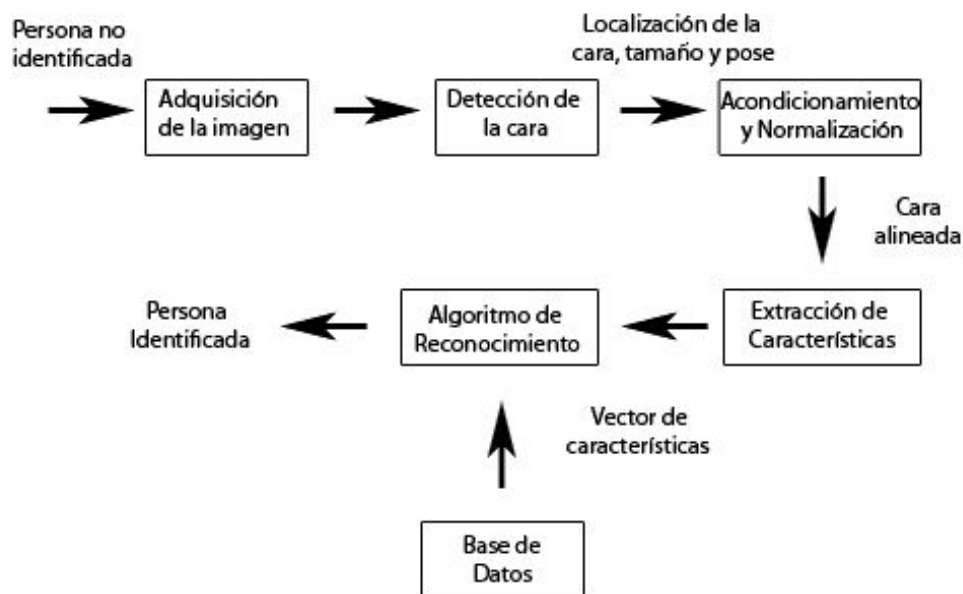 Persona no
identificada
Adquisición
de la imagen
Detección de
la cara
Localización de la
cara, tamaño y pose
Acondicionamiento
y Normalización
Cara
alineada
Extracción de
Características
Algoritmo de
Reconocimiento
Persona
Identificada
Vector de
características
Base de
Datos